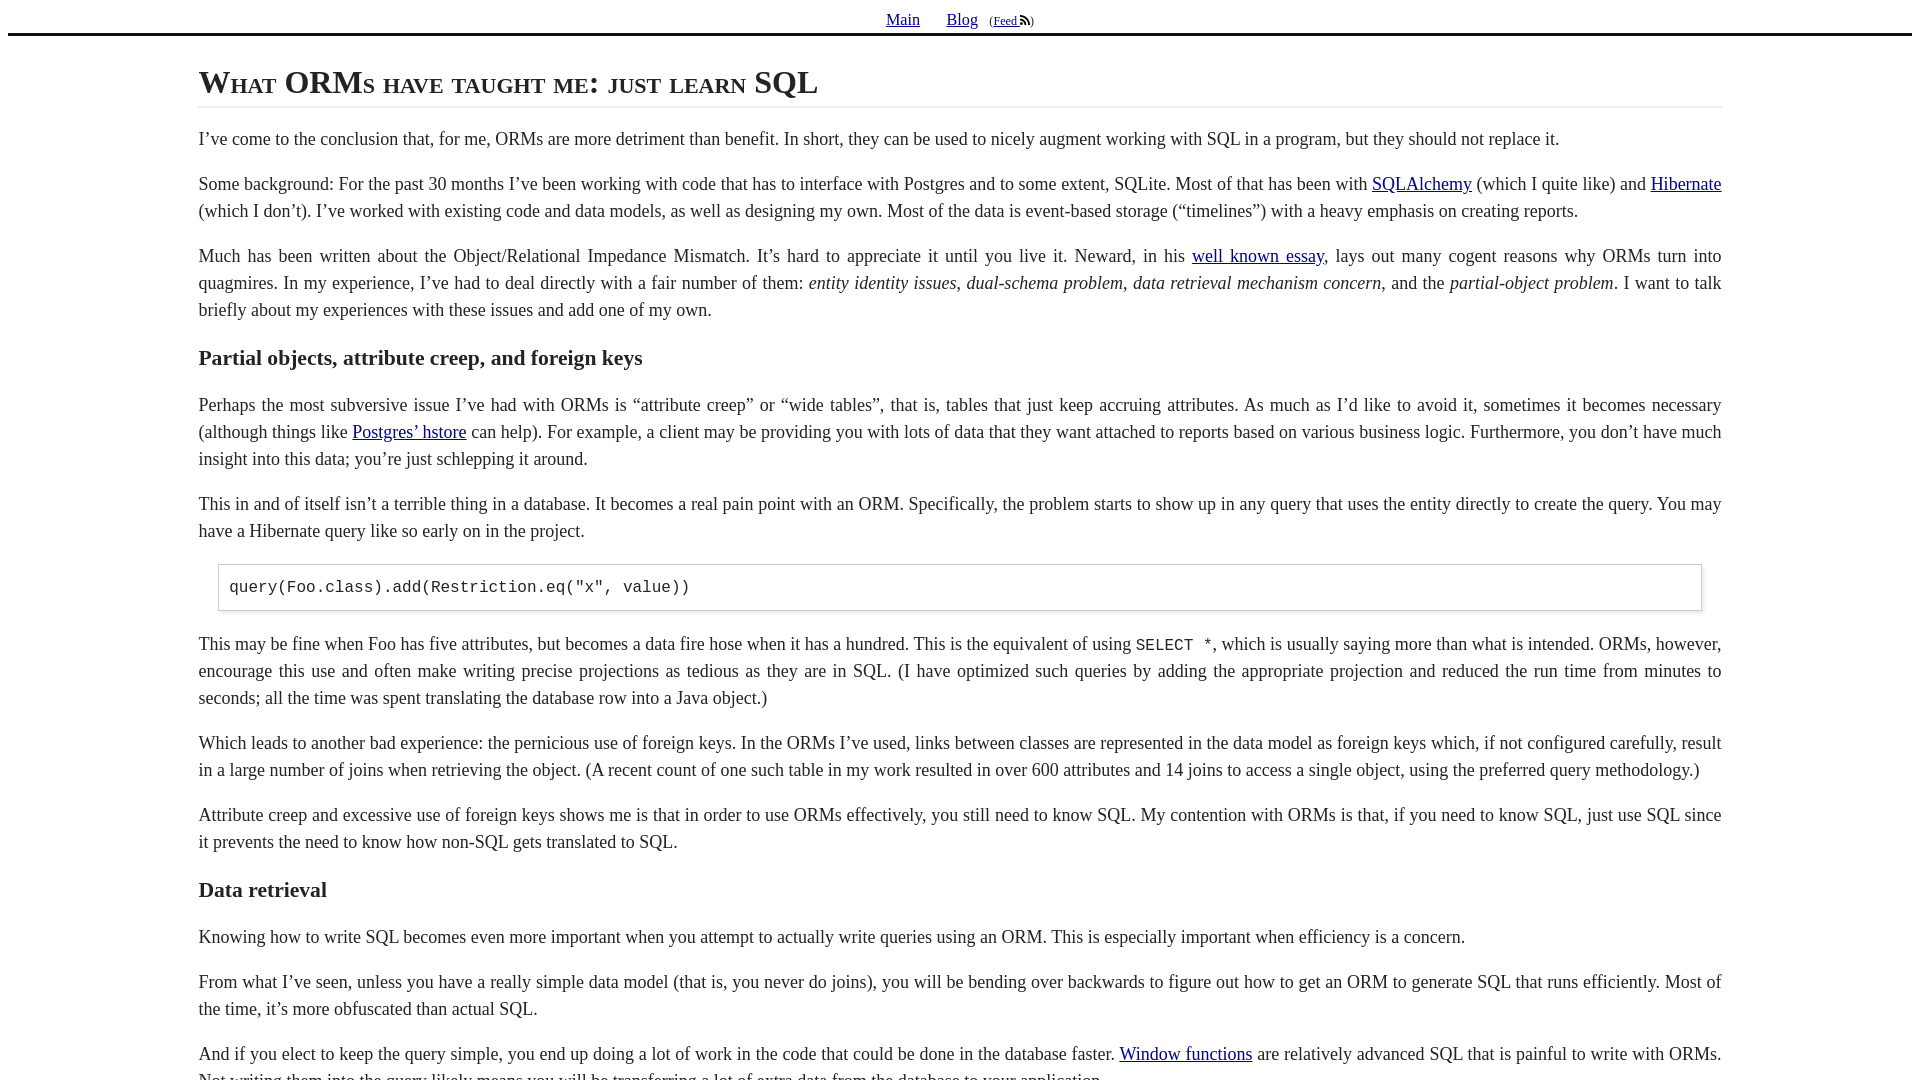 Main Blog (Feed )
What ORMs have taught me: just learn SQL
I’ve come to the conclusion that, for me, ORMs are more detriment than benefit. In short, they can be used to nicely augment working with SQL in a program, but they should not replace it.
Some background: For the past 30 months I’ve been working with code that has to interface with Postgres and to some extent, SQLite. Most of that has been with SQLAlchemy (which I quite like) and Hibernate
(which I don’t). I’ve worked with existing code and data models, as well as designing my own. Most of the data is event-based storage (“timelines”) with a heavy emphasis on creating reports.
Much has been written about the Object/Relational Impedance Mismatch. It’s hard to appreciate it until you live it. Neward, in his well known essay, lays out many cogent reasons why ORMs turn into
quagmires. In my experience, I’ve had to deal directly with a fair number of them: entity identity issues, dual-schema problem, data retrieval mechanism concern, and the partial-object problem. I want to talk
briefly about my experiences with these issues and add one of my own.
Partial objects, attribute creep, and foreign keys
Perhaps the most subversive issue I’ve had with ORMs is “attribute creep” or “wide tables”, that is, tables that just keep accruing attributes. As much as I’d like to avoid it, sometimes it becomes necessary
(although things like Postgres’ hstore can help). For example, a client may be providing you with lots of data that they want attached to reports based on various business logic. Furthermore, you don’t have much
insight into this data; you’re just schlepping it around.
This in and of itself isn’t a terrible thing in a database. It becomes a real pain point with an ORM. Specifically, the problem starts to show up in any query that uses the entity directly to create the query. You may
have a Hibernate query like so early on in the project.
query(Foo.class).add(Restriction.eq("x", value))
This may be fine when Foo has five attributes, but becomes a data fire hose when it has a hundred. This is the equivalent of using SELECT *, which is usually saying more than what is intended. ORMs, however,
encourage this use and often make writing precise projections as tedious as they are in SQL. (I have optimized such queries by adding the appropriate projection and reduced the run time from minutes to
seconds; all the time was spent translating the database row into a Java object.)
Which leads to another bad experience: the pernicious use of foreign keys. In the ORMs I’ve used, links between classes are represented in the data model as foreign keys which, if not configured carefully, result
in a large number of joins when retrieving the object. (A recent count of one such table in my work resulted in over 600 attributes and 14 joins to access a single object, using the preferred query methodology.)
Attribute creep and excessive use of foreign keys shows me is that in order to use ORMs effectively, you still need to know SQL. My contention with ORMs is that, if you need to know SQL, just use SQL since
it prevents the need to know how non-SQL gets translated to SQL.
Data retrieval
Knowing how to write SQL becomes even more important when you attempt to actually write queries using an ORM. This is especially important when efficiency is a concern.
From what I’ve seen, unless you have a really simple data model (that is, you never do joins), you will be bending over backwards to figure out how to get an ORM to generate SQL that runs efficiently. Most of
the time, it’s more obfuscated than actual SQL.
And if you elect to keep the query simple, you end up doing a lot of work in the code that could be done in the database faster. Window functions are relatively advanced SQL that is painful to write with ORMs.
Not writing them into the query likely means you will be transferring a lot of extra data from the database to your application.